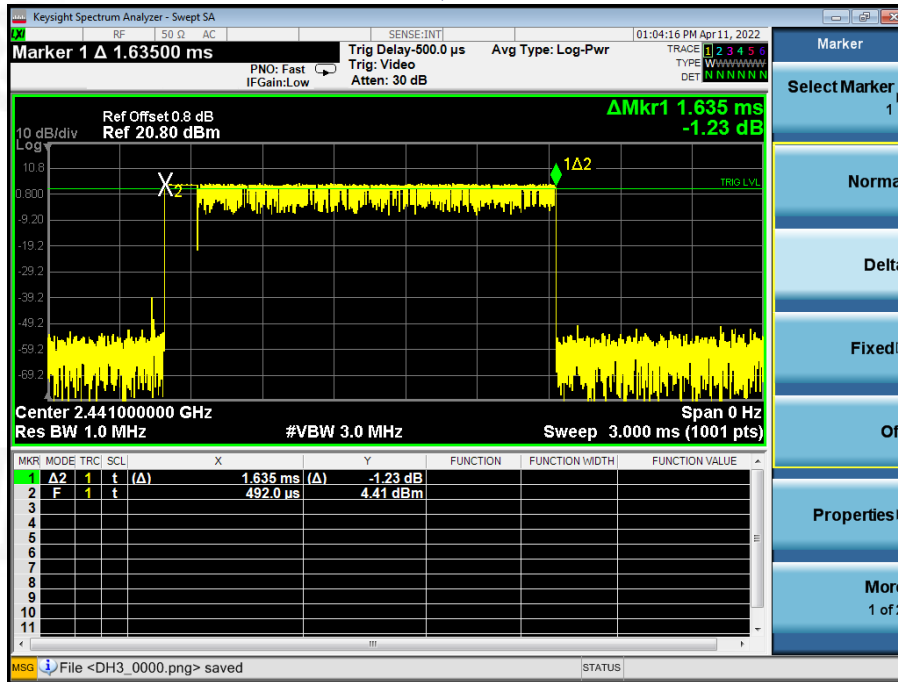 Keysight Spectrum Analyzer - Swept SA
LXI RF 50 Ω AC SENSE:INT 01:04:16 PM Apr 11, 2022
Marker 1 Δ 1.63500 ms
PNO: Fast
IFGain:Low
Trig Delay-500.0 µs
Trig: Video
Atten: 30 dB
Avg Type: Log-Pwr
TRACE 1 2 3 4 5 6
TYPE WWWWWW
DET N N N N N N
ΔMkr1 1.635 ms
-1.23 dB
Ref Offset 0.8 dB
10 dB/div Ref 20.80 dBm
Log
10.8
0.800
-9.20
-19.2
-29.2
-39.2
-49.2
-59.2
-69.2
X2
1Δ2
TRIG LVL
Center 2.441000000 GHz Span 0 Hz
Res BW 1.0 MHz #VBW 3.0 MHz Sweep 3.000 ms (1001 pts)
MKR MODE TRC SCL X Y FUNCTION FUNCTION WIDTH FUNCTION VALUE
1 Δ2 1 t (Δ) 1.635 ms (Δ) -1.23 dB
2 F 1 t 492.0 µs 4.41 dBm
3
4
5
6
7
8
9
10
11
MSG File <DH3_0000.png> saved STATUS
Marker
Select Marker
1
Norma
Delta
Fixed
Of
Properties
More
1 of 2